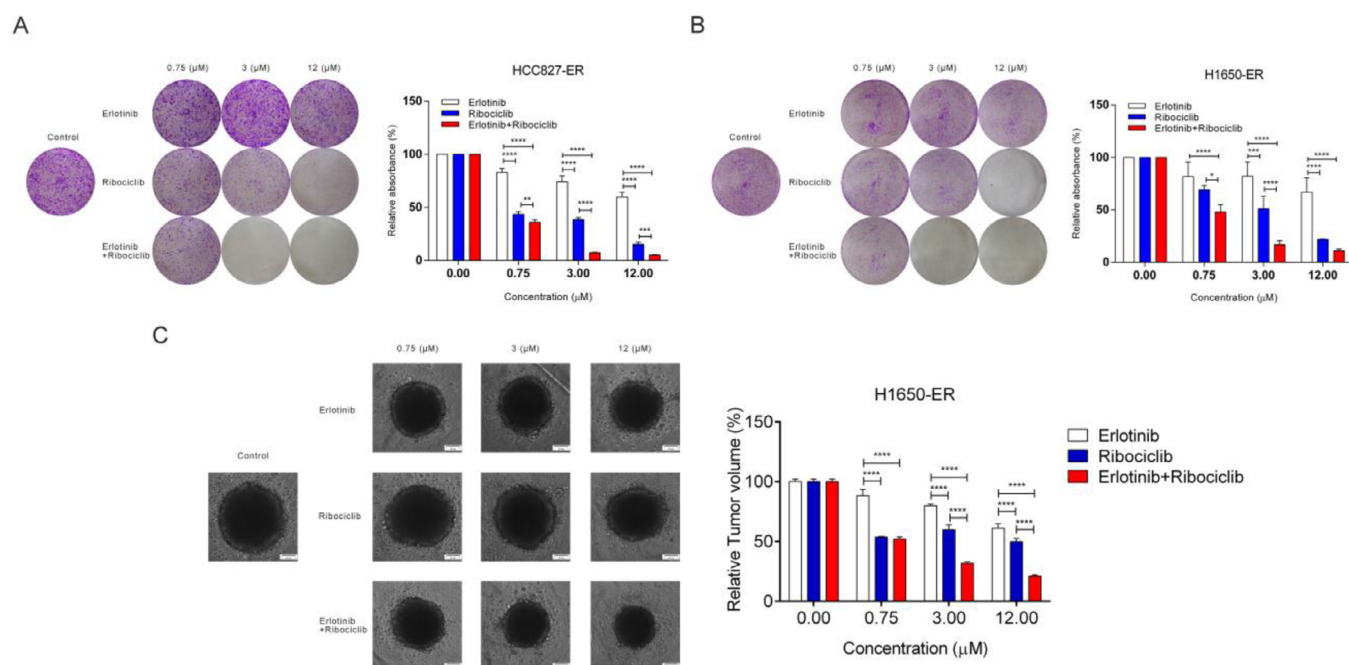 A
0.75 (μM) 3 (μM) 12 (μM)
Erlotinib
Control
Ribociclib
Erlotinib
+Ribociclib
HCC827-ER
Erlotinib
Ribociclib
Erlotinib+Ribociclib
Relative absorbance (%)
150
100
50
0
**** **** **
**** **** ****
**** **** ***
0.00 0.75 3.00 12.00
Concentration (μM)
B
0.75 (μM) 3 (μM) 12 (μM)
Erlotinib
Control
Ribociclib
Erlotinib
+Ribociclib
H1650-ER
Erlotinib
Ribociclib
Erlotinib+Ribociclib
Relative absorbance (%)
150
100
50
0
**** *
**** *** ****
**** ****
0.00 0.75 3.00 12.00
Concentration (μM)
C
0.75 (μM) 3 (μM) 12 (μM)
Erlotinib
Control
Ribociclib
Erlotinib
+Ribociclib
H1650-ER
Erlotinib
Ribociclib
Erlotinib+Ribociclib
Relative Tumor volume (%)
150
100
50
0
**** ****
**** **** ****
**** **** ****
0.00 0.75 3.00 12.00
Concentration (μM)